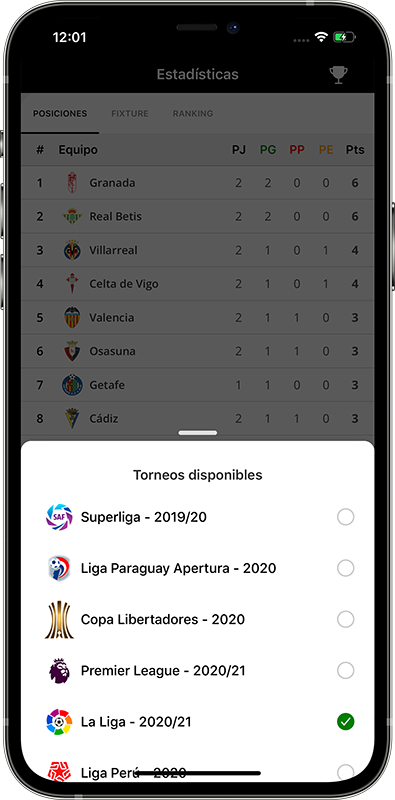 12:01
Estadísticas
POSICIONES FIXTURE RANKING
# Equipo PJ PG PP PE Pts
1 Granada 2 2 0 0 6
2 Real Betis 2 2 0 0 6
3 Villarreal 2 1 0 1 4
4 Celta de Vigo 2 1 0 1 4
5 Valencia 2 1 1 0 3
6 Osasuna 2 1 1 0 3
7 Getafe 1 1 0 0 3
8 Cádiz 2 1 1 0 3
Torneos disponibles
SAF Superliga - 2019/20
Liga Paraguay Apertura - 2020
Copa Libertadores - 2020
Premier League - 2020/21
La Liga - 2020/21
Liga Perú - 2020